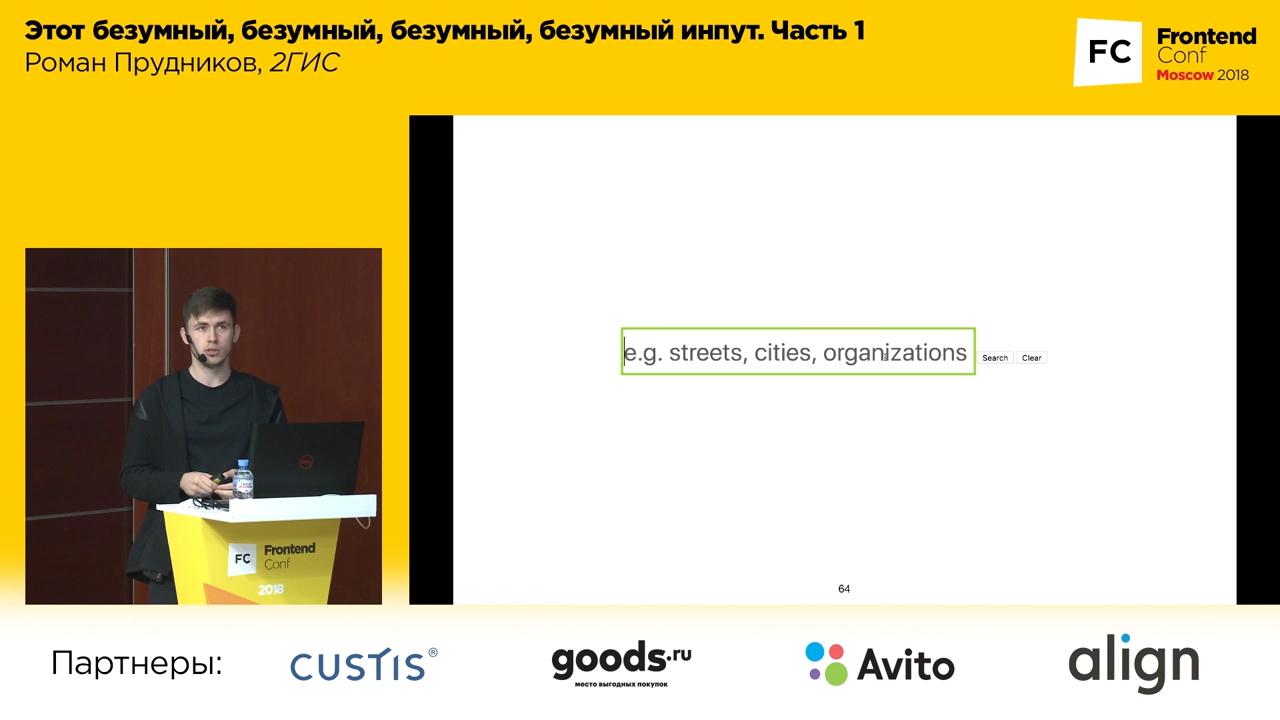 Этот безумный, безумный, безумный, безумный инпут. Часть 1
Роман Прудников, 2ГИС
FC
Frontend
Conf
Moscow 2018
e.g. streets, cities, organizations
Search
Clear
64
FC
Frontend
Conf
2018
Партнеры:
CUSTIS®
goods.ru
место выгодных покупок
Avito
align